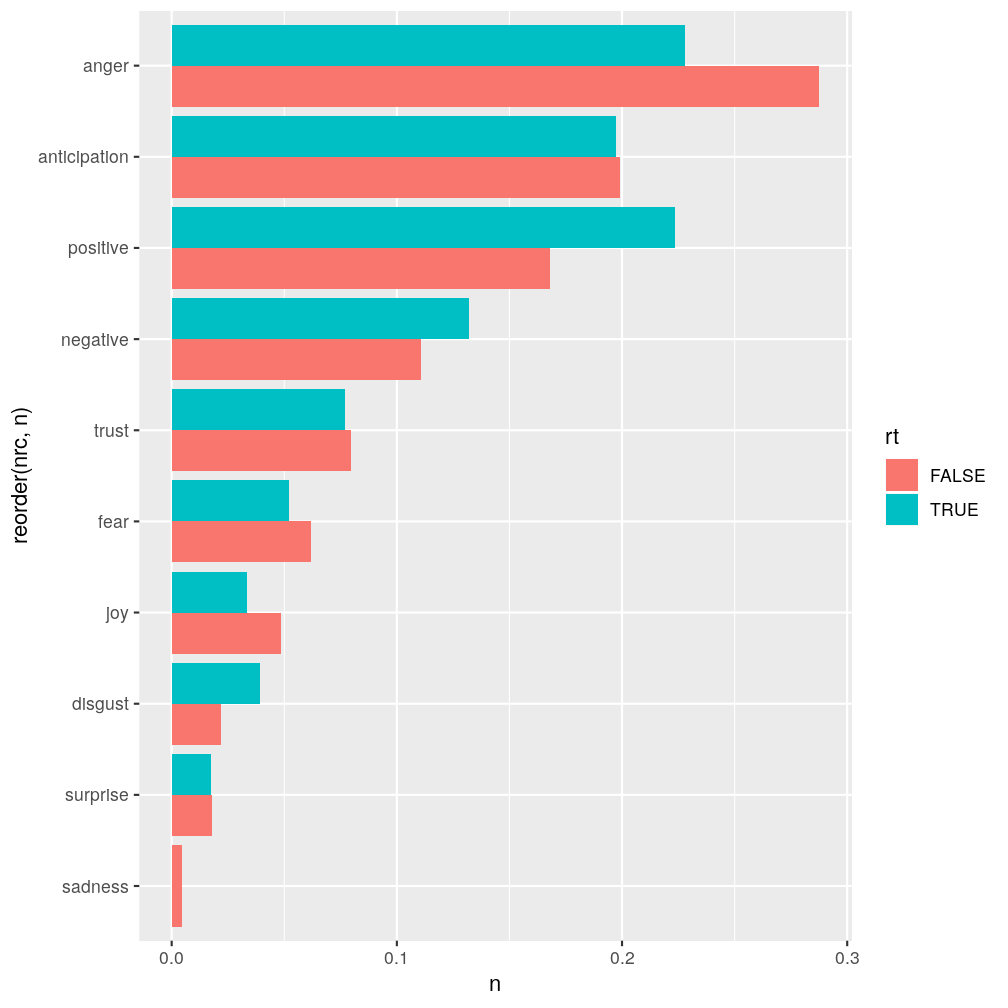 anger
anticipation
positive
negative
trust
fear
joy
disgust
surprise
sadness
reorder(nrc, n)
0.0 0.1 0.2 0.3
n
rt
FALSE
TRUE